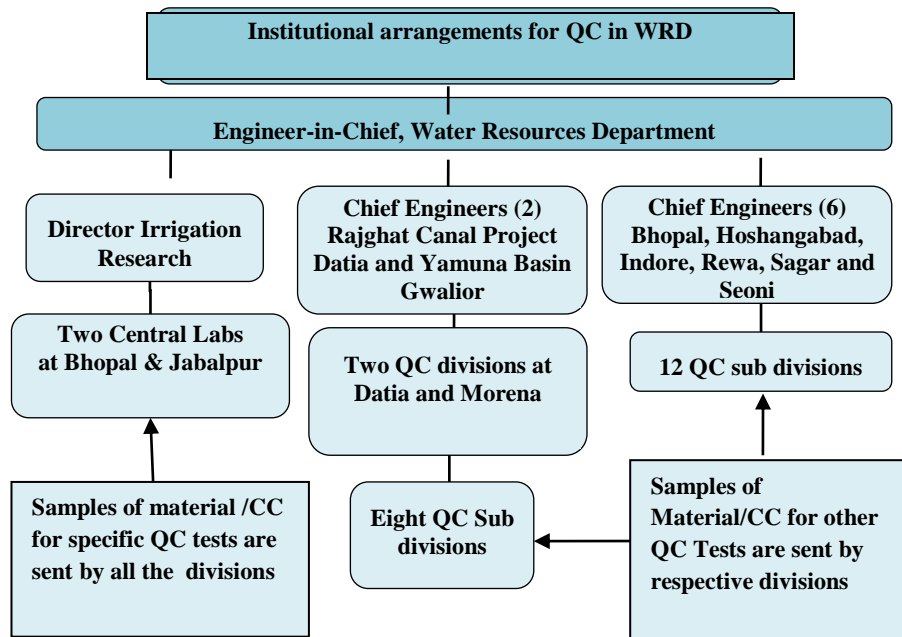 Institutional arrangements for QC in WRD
Engineer-in-Chief, Water Resources Department
Director Irrigation
Research
Chief Engineers (2)
Rajghat Canal Project
Datia and Yamuna Basin
Gwalior
Chief Engineers (6)
Bhopal, Hoshangabad,
Indore, Rewa, Sagar and
Seoni
Two Central Labs
at Bhopal & Jabalpur
Two QC divisions at
Datia and Morena
12 QC sub divisions
Samples of material /CC
for specific QC tests are
sent by all the divisions
Eight QC Sub
divisions
Samples of
Material/CC for other
QC Tests are sent by
respective divisions